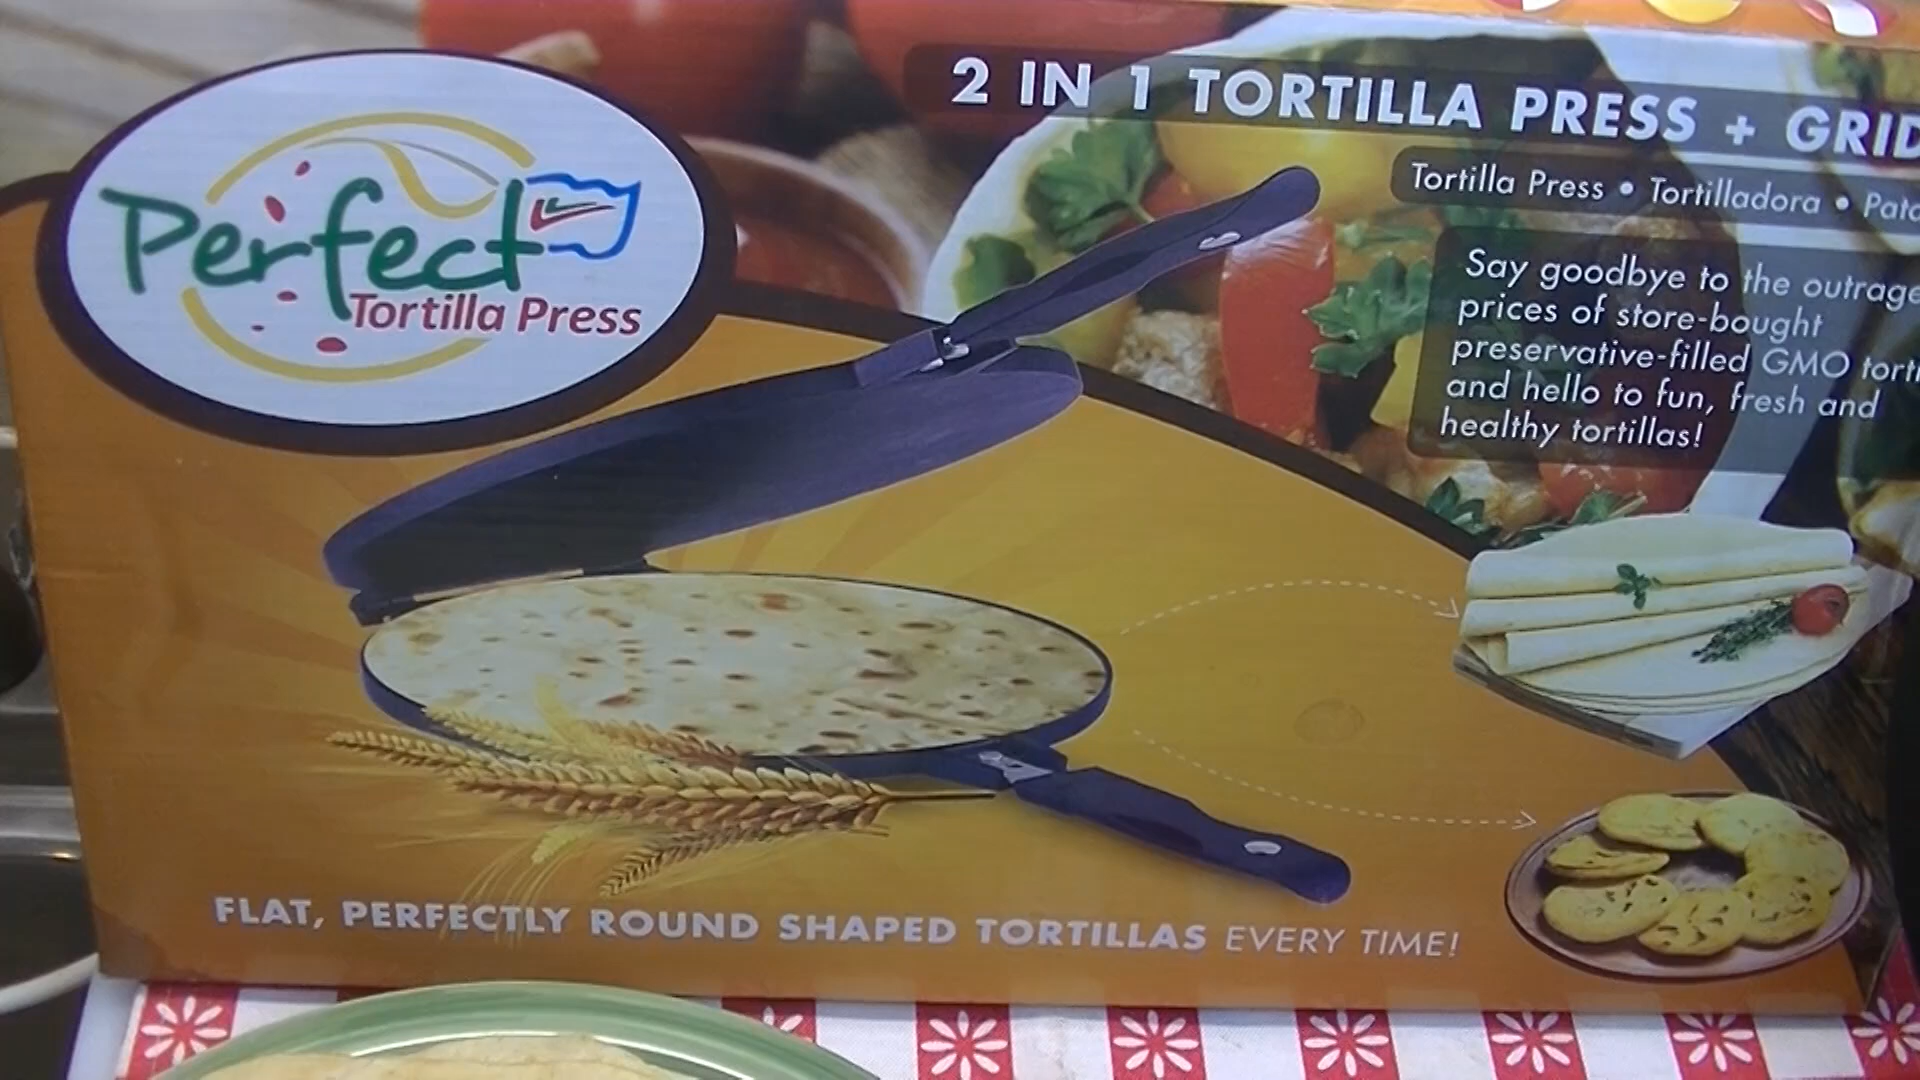 Perfect
Tortilla Press
2 IN 1 TORTILLA PRESS + GRID
Tortilla Press • Tortilladora •
Say goodbye to the
prices of store-bought
preservative-filled GMO
and hello to fun, fresh and
healthy tortillas!
FLAT, PERFECTLY ROUND SHAPED TORTILLAS EVERY TIME!